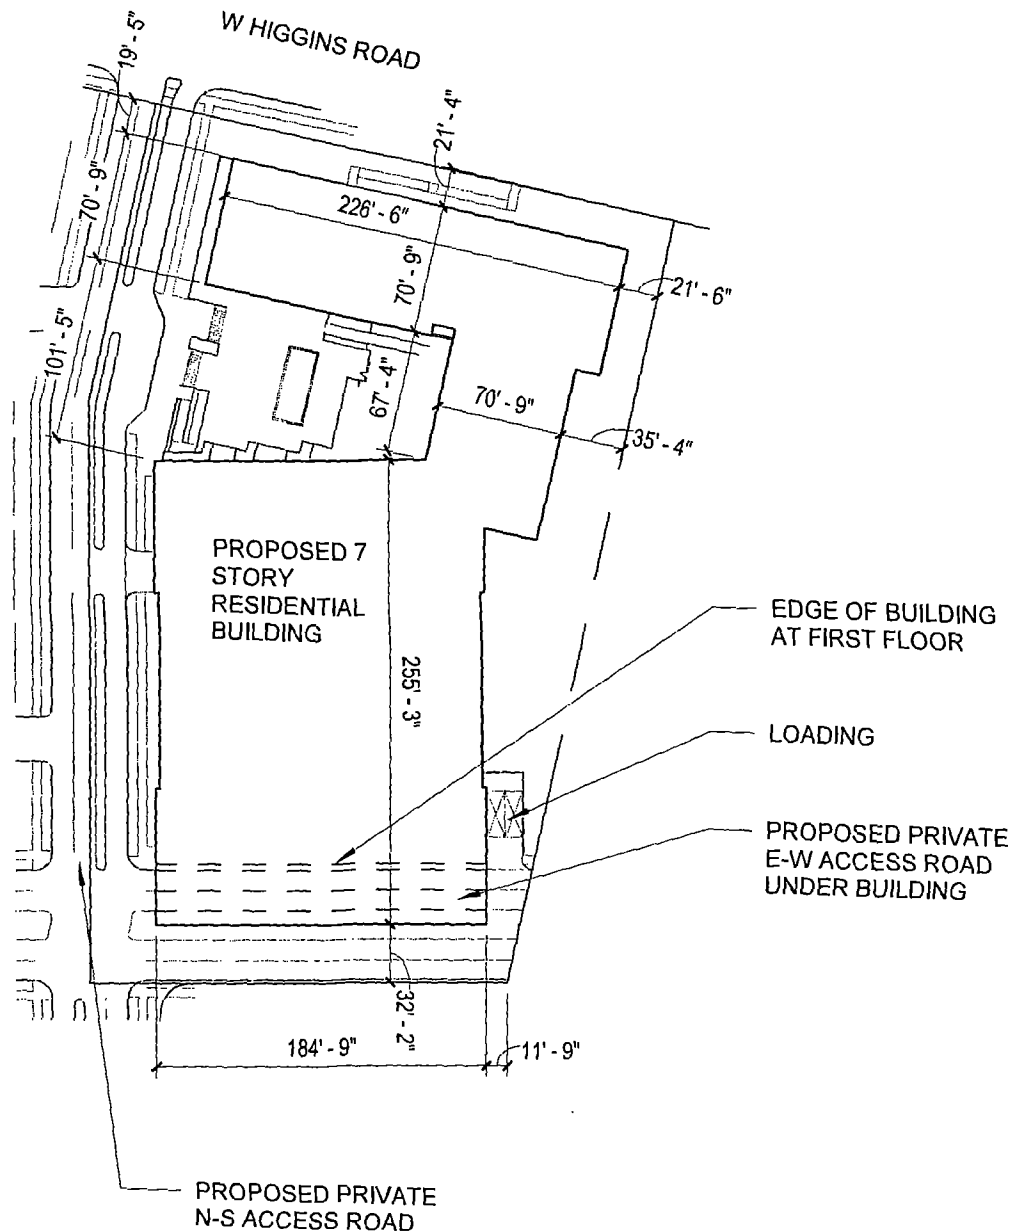 W HIGGINS ROAD
19' - 5"
21' - 4"
70' - 9"
226' - 6"
70' - 9"
21' - 6"
101' - 5"
67' - 4"
70' - 9"
35' - 4"
PROPOSED 7
STORY
RESIDENTIAL
BUILDING
EDGE OF BUILDING
AT FIRST FLOOR
255' - 3"
LOADING
PROPOSED PRIVATE
E-W ACCESS ROAD
UNDER BUILDING
32' - 2"
184' - 9"
11' - 9"
PROPOSED PRIVATE
N-S ACCESS ROAD